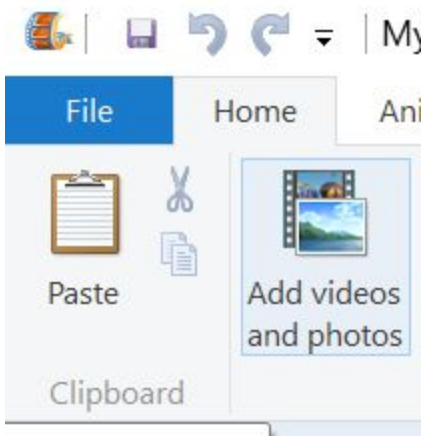 My
File Home Ani
Paste
Add videos
and photos
Clipboard